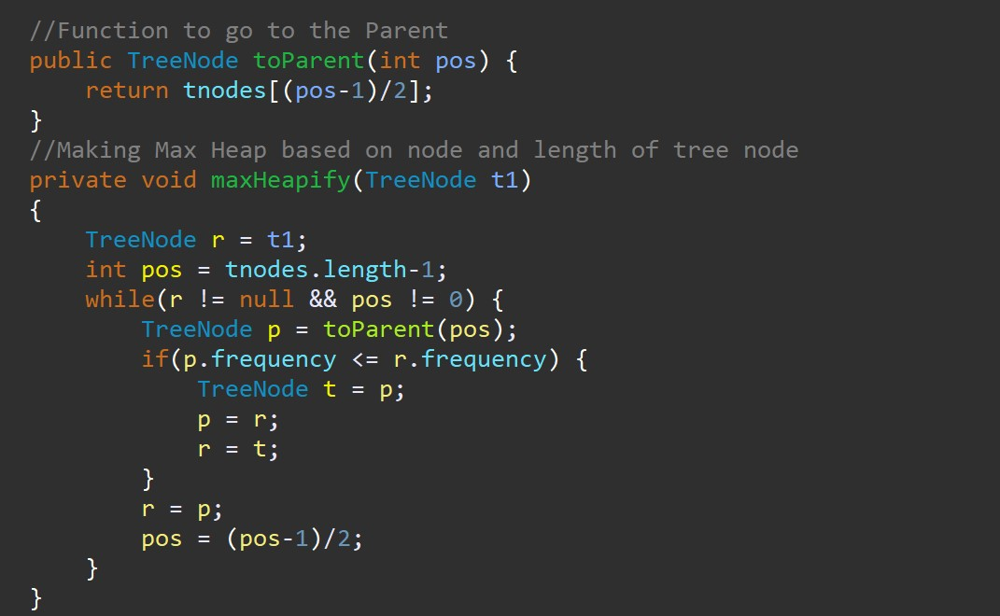 //Function to go to the Parent
public TreeNode toParent(int pos) {
    return tnodes[(pos-1)/2];
}
//Making Max Heap based on node and length of tree node
private void maxHeapify(TreeNode t1)
{
    TreeNode r = t1;
    int pos = tnodes.length-1;
    while(r != null && pos != 0) {
        TreeNode p = toParent(pos);
        if(p.frequency <= r.frequency) {
            TreeNode t = p;
            p = r;
            r = t;
        }
        r = p;
        pos = (pos-1)/2;
    }
}